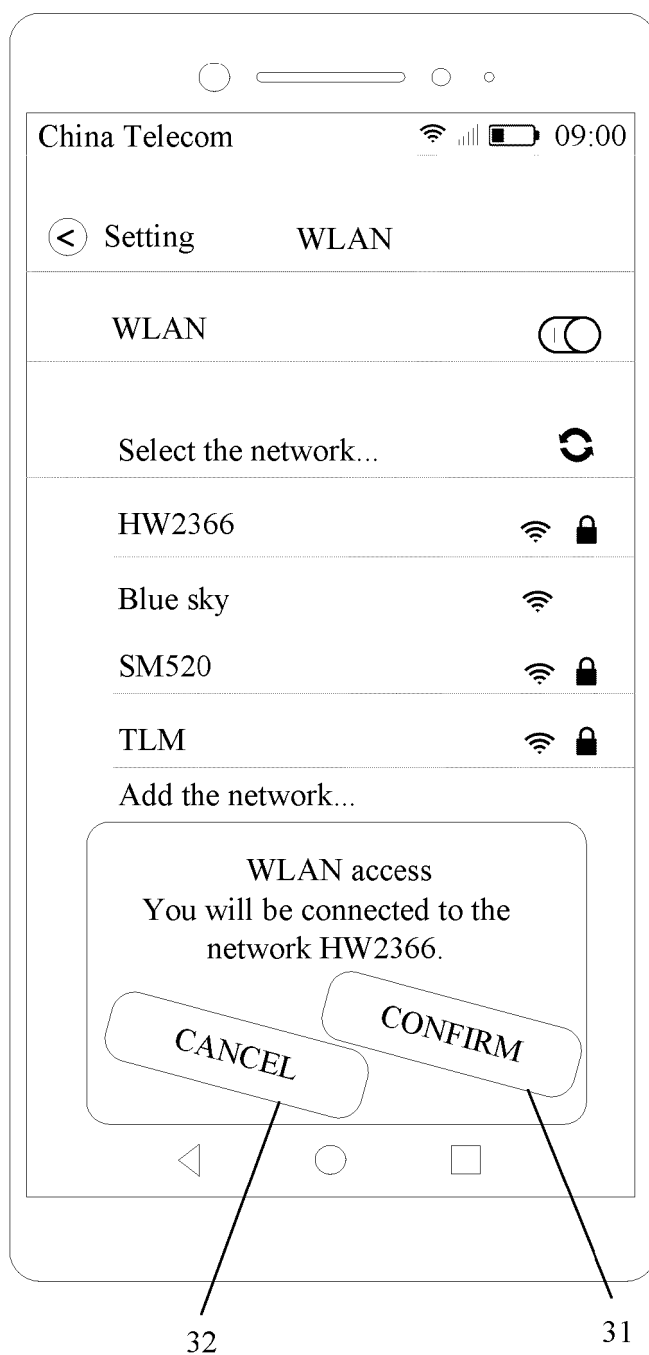 China Telecom 09:00
Setting WLAN
WLAN
Select the network...
HW2366
Blue sky
SM520
TLM
Add the network...
WLAN access
You will be connected to the
network HW2366.
CANCEL CONFIRM
32 31